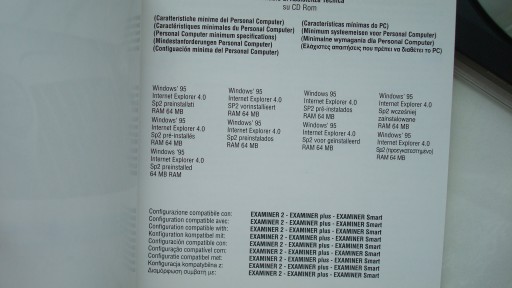 Assistenza Tecnica
su CD Rom
(Caratteristiche minime del Personal Computer)
(Caractéristiques minimales du Personal Computer)
(Personal Computer minimum specifications)
(Mindestanforderungen Personal Computer)
(Configuación minima del Personal Computer)
(Características mínimas do PC)
(Minimum systeemeisen voor Personal Computer)
(Minimalne wymagania dla Personal Computer)
(Ελάχιστες απαιτήσεις που πρέπει να διαθέτει το PC)
Windows' 95
Internet Explorer 4.0
Sp2 preinstallati
RAM 64 MB
Windows' 95
Internet Explorer 4.0
Sp2 pré-installés
RAM 64 MB
Windows '95
Internet Explorer 4.0
Sp2 preinstalled
64 MB RAM
Windows' 95
Internet Explorer 4.0
SP2 vorinstalliert
RAM 64 MB
Windows' 95
Internet Explorer 4.0
Sp2 preinstalados
RAM 64 MB
Windows' 95
Internet Explorer 4.0
SP2 pré-instalados
RAM 64 MB
Windows' 95
Internet Explorer 4.0
Sp2 voor geïnstalleerd
RAM 64 MB
Windows' 95
Internet Explorer 4.0
Sp2 wcześniej
zainstalowane
RAM 64 MB
Windows' 95
Internet Explorer 4.0
Sp2 (προεγκατεστημένο)
RAM 64 MB
Configurazione compatibile con: EXAMINER 2 - EXAMINER plus - EXAMINER Smart
Configuration compatible avec: EXAMINER 2 - EXAMINER plus - EXAMINER Smart
Configuration compatible with: EXAMINER 2 - EXAMINER plus - EXAMINER Smart
Konfiguration kompatibel mit: EXAMINER 2 - EXAMINER plus - EXAMINER Smart
Configuración compatible con: EXAMINER 2 - EXAMINER plus - EXAMINER Smart
Configuração compatível com: EXAMINER 2 - EXAMINER plus - EXAMINER Smart
Configuratie compatibel met: EXAMINER 2 - EXAMINER plus - EXAMINER Smart
Konfiguracja kompatybilna z: EXAMINER 2 - EXAMINER plus - EXAMINER Smart
Διαμόρφωση συμβατή με: EXAMINER 2 - EXAMINER plus - EXAMINER Smart